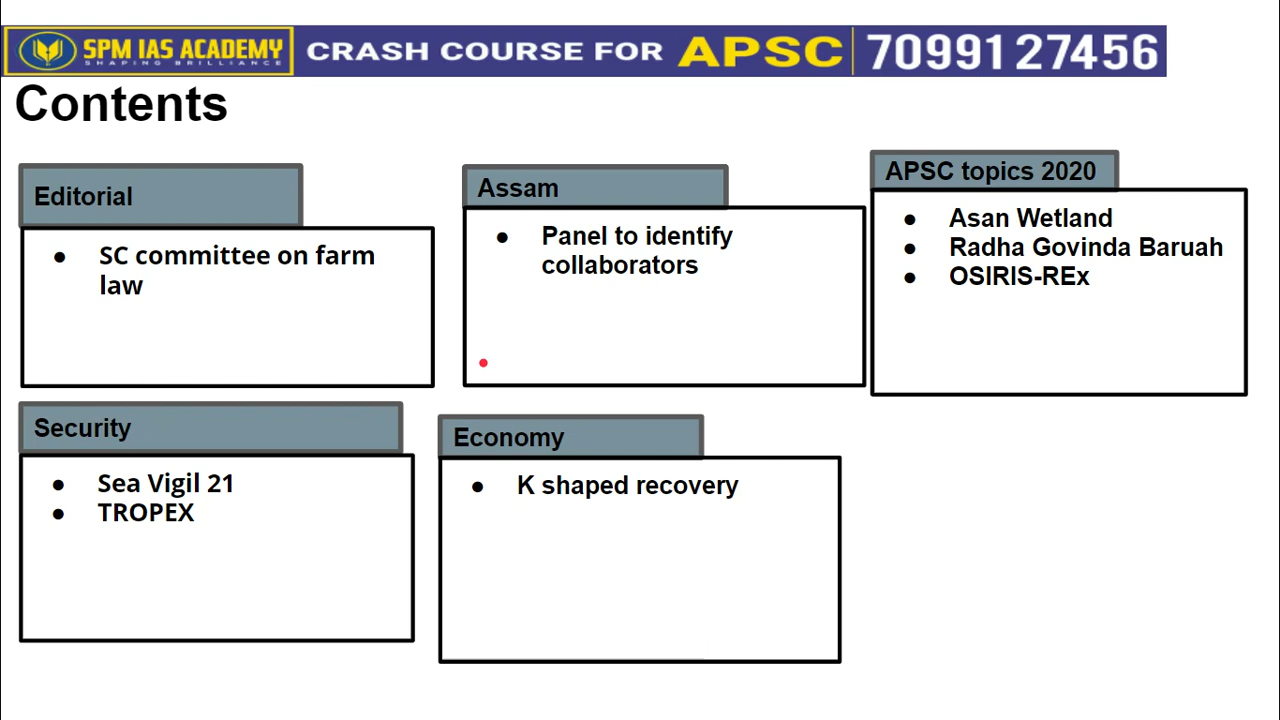 SPM IAS ACADEMY
SHAPING BRILLIANCE
CRASH COURSE FOR APSC 70991 27456
Contents
Editorial
• SC committee on farm
law
Assam
• Panel to identify
collaborators
APSC topics 2020
• Asan Wetland
• Radha Govinda Baruah
• OSIRIS-REx
Security
• Sea Vigil 21
• TROPEX
Economy
• K shaped recovery